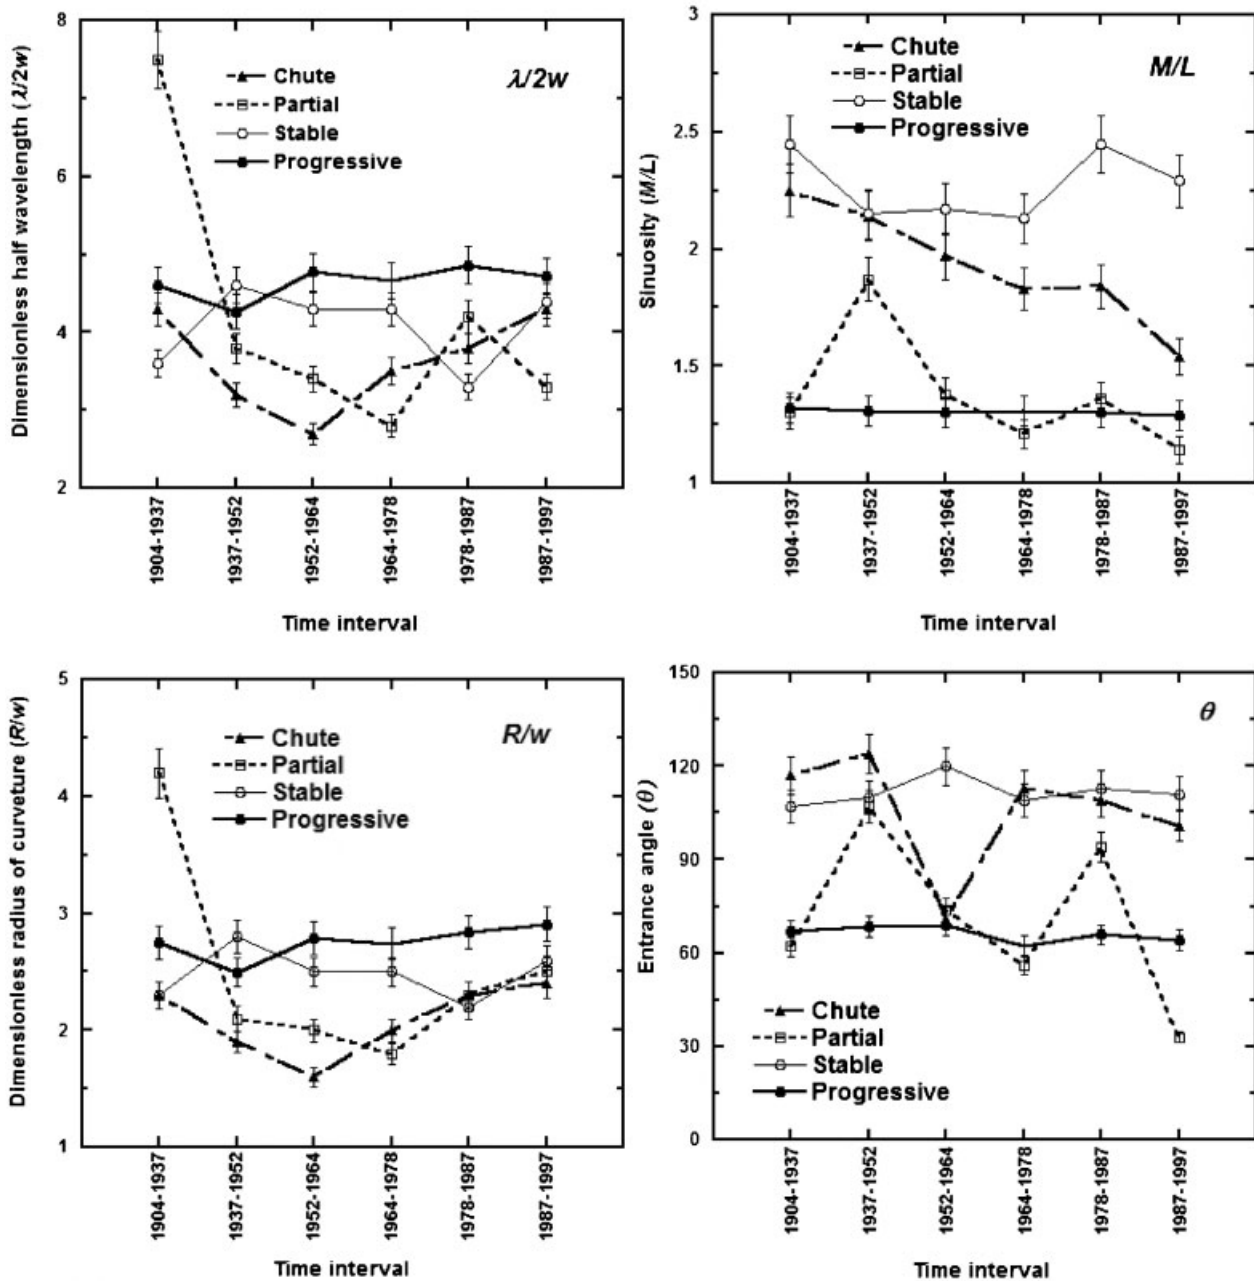 Dimensionless half wavelength (λ/2w)
8
6
4
2
λ/2w
Chute
Partial
Stable
Progressive
1904-1937
1937-1952
1952-1964
1964-1978
1978-1987
1987-1997
Time interval
Sinuosity (M/L)
3
2.5
2
1.5
1
M/L
Chute
Partial
Stable
Progressive
1904-1937
1937-1952
1952-1964
1964-1978
1978-1987
1987-1997
Time interval
Dimensionless radius of curveture (R/w)
5
4
3
2
1
R/w
Chute
Partial
Stable
Progressive
1904-1937
1937-1952
1952-1964
1964-1978
1978-1987
1987-1997
Time interval
Entrance angle (θ)
150
120
90
60
30
0
θ
Chute
Partial
Stable
Progressive
1904-1937
1937-1952
1952-1964
1964-1978
1978-1987
1987-1997
Time interval